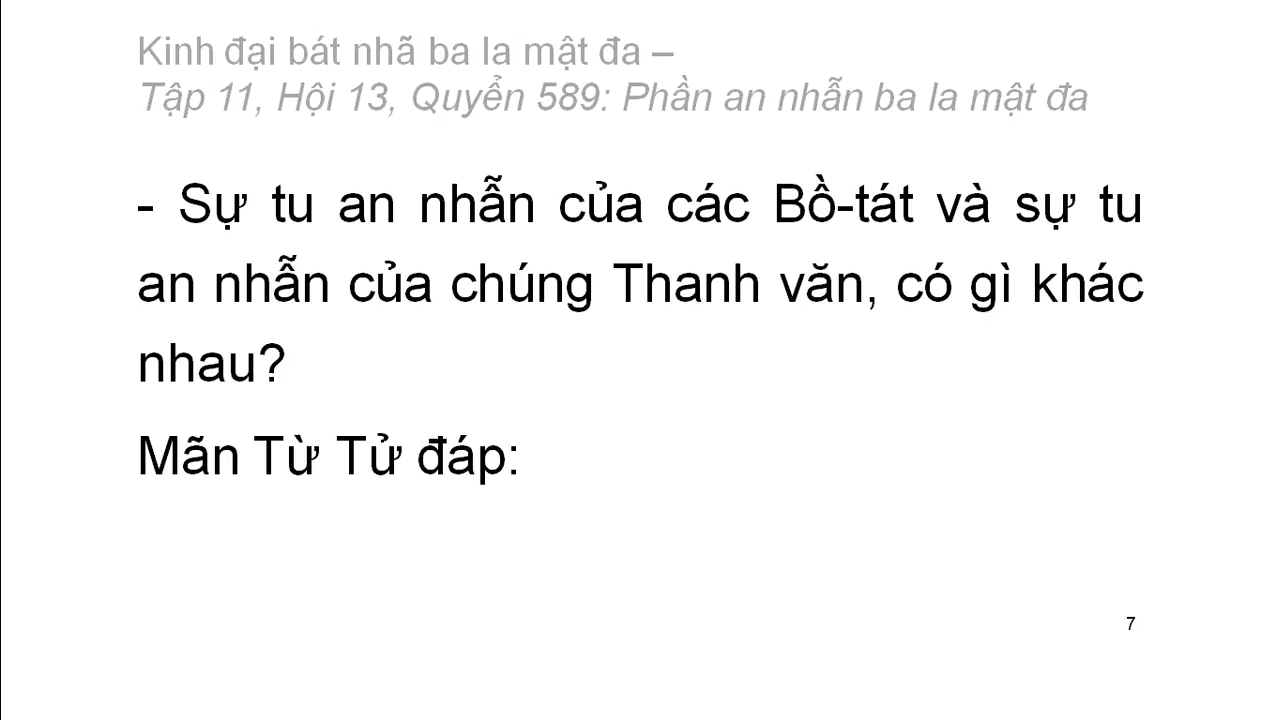 Kinh đại bát nhã ba la mật đa –
Tập 11, Hội 13, Quyển 589: Phần an nhẫn ba la mật đa
- Sự tu an nhẫn của các Bồ-tát và sự tu
an nhẫn của chúng Thanh văn, có gì khác
nhau?
Mãn Từ Tử đáp:
7